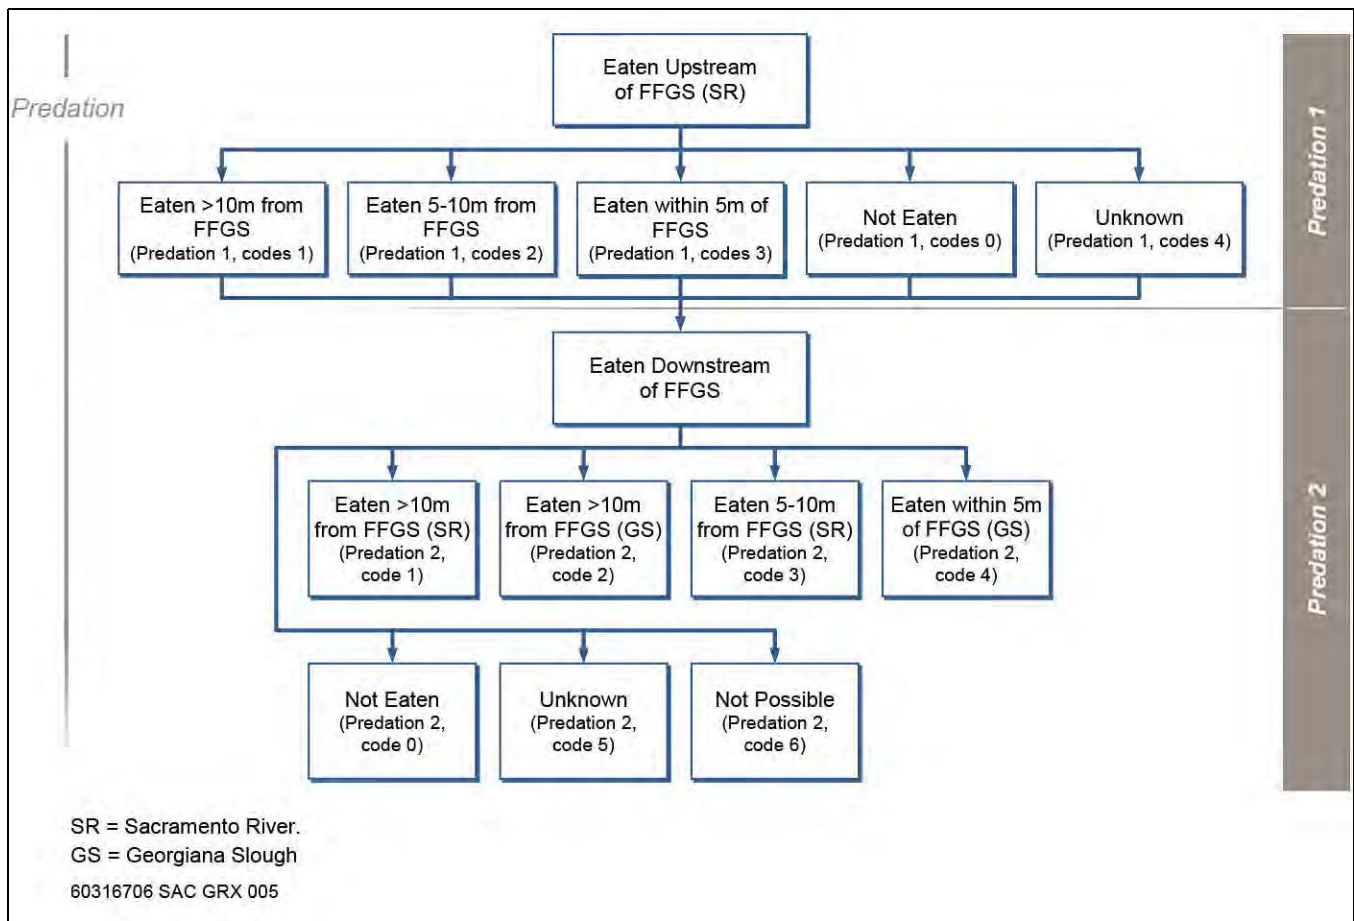 Predation
Eaten Upstream
of FFGS (SR)
Predation 1
Eaten >10m from
FFGS
(Predation 1, codes 1)
Eaten 5-10m from
FFGS
(Predation 1, codes 2)
Eaten within 5m of
FFGS
(Predation 1, codes 3)
Not Eaten
(Predation 1, codes 0)
Unknown
(Predation 1, codes 4)
Eaten Downstream
of FFGS
Predation 2
Eaten >10m
from FFGS (SR)
(Predation 2,
code 1)
Eaten >10m
from FFGS (GS)
(Predation 2,
code 2)
Eaten 5-10m
from FFGS (SR)
(Predation 2,
code 3)
Eaten within 5m
of FFGS (GS)
(Predation 2,
code 4)
Not Eaten
(Predation 2,
code 0)
Unknown
(Predation 2,
code 5)
Not Possible
(Predation 2,
code 6)
SR = Sacramento River.
GS = Georgiana Slough
60316706 SAC GRX 005